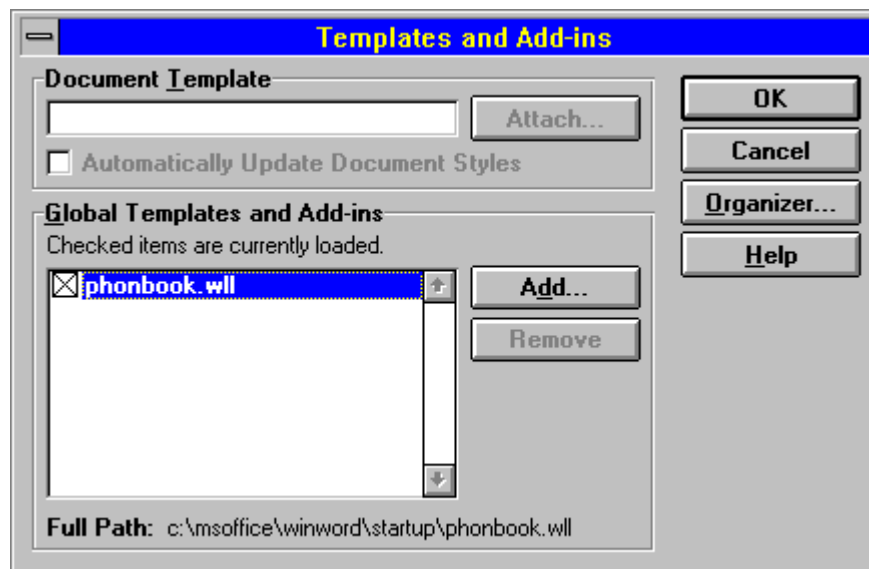 Templates and Add-ins
Document Template
Attach...
Automatically Update Document Styles
Global Templates and Add-ins
Checked items are currently loaded.
phonbook.wll
Add...
Remove
Full Path: c:\msoffice\winword\startup\phonbook.wll
OK
Cancel
Organizer...
Help